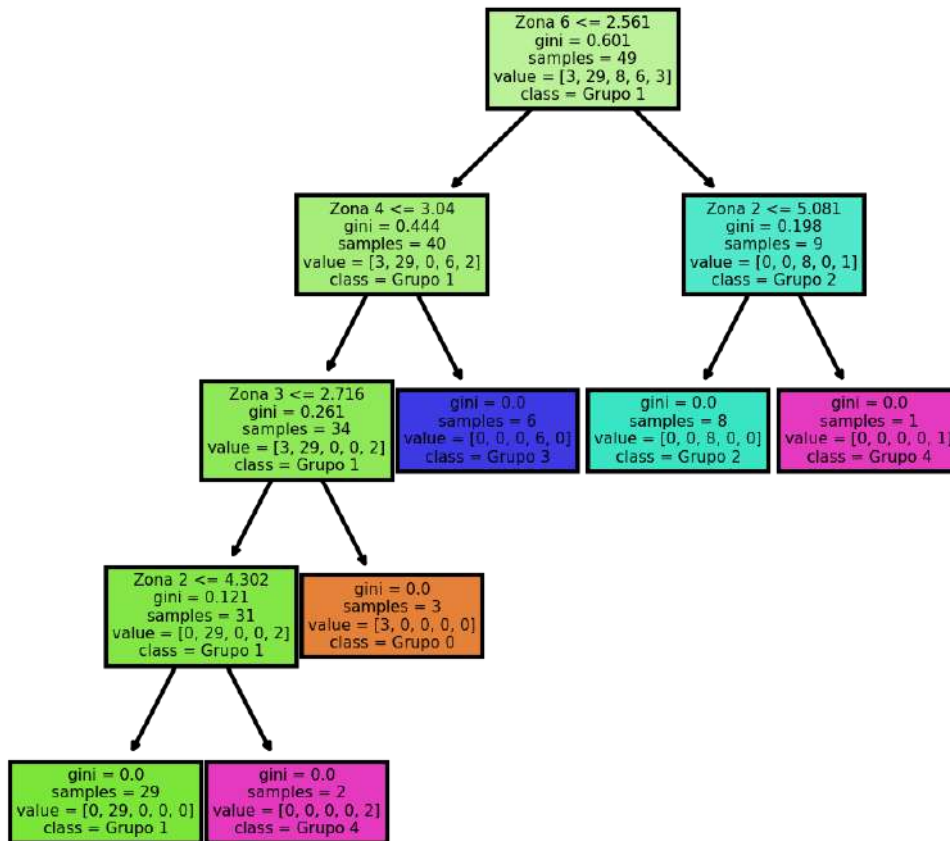 Zona 6 <= 2.561
gini = 0.601
samples = 49
value = [3, 29, 8, 6, 3]
class = Grupo 1
Zona 4 <= 3.04
gini = 0.444
samples = 40
value = [3, 29, 0, 6, 2]
class = Grupo 1
Zona 2 <= 5.081
gini = 0.198
samples = 9
value = [0, 0, 8, 0, 1]
class = Grupo 2
Zona 3 <= 2.716
gini = 0.261
samples = 34
value = [3, 29, 0, 0, 2]
class = Grupo 1
gini = 0.0
samples = 6
value = [0, 0, 0, 6, 0]
class = Grupo 3
gini = 0.0
samples = 8
value = [0, 0, 8, 0, 0]
class = Grupo 2
gini = 0.0
samples = 1
value = [0, 0, 0, 0, 1]
class = Grupo 4
Zona 2 <= 4.302
gini = 0.121
samples = 31
value = [0, 29, 0, 0, 2]
class = Grupo 1
gini = 0.0
samples = 3
value = [3, 0, 0, 0, 0]
class = Grupo 0
gini = 0.0
samples = 29
value = [0, 29, 0, 0, 0]
class = Grupo 1
gini = 0.0
samples = 2
value = [0, 0, 0, 0, 2]
class = Grupo 4